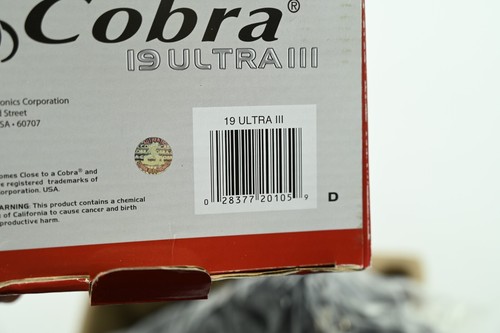 Cobra®
19 ULTRA III
onics Corporation
Street
SA • 60707
19 ULTRA III
omes Close to a Cobra® and
e registered trademarks of
orporation. USA.
0 28377 20105 9
D
ARNING: This product contains a chemical
of California to cause cancer and birth
productive harm.